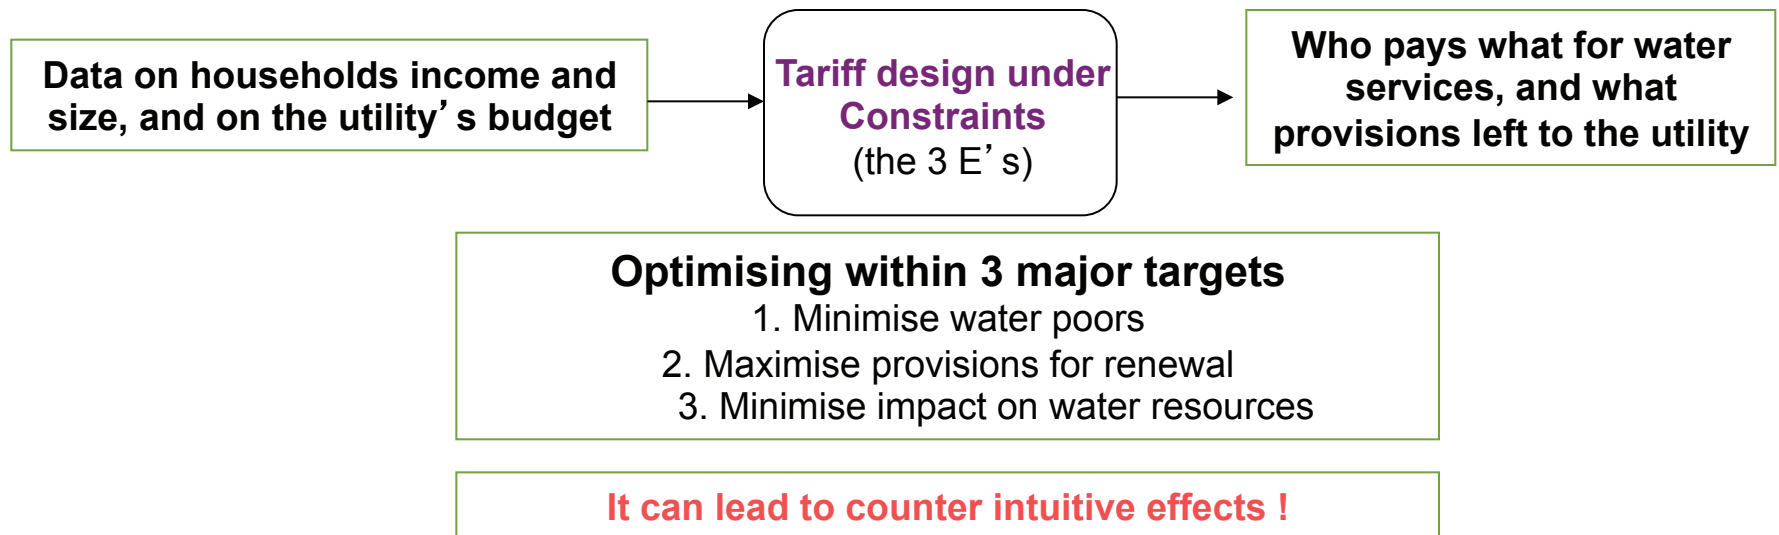 Data on households income and
size, and on the utility’s budget
Tariff design under
Constraints
(the 3 E’s)
Who pays what for water
services, and what
provisions left to the utility
Optimising within 3 major targets
1. Minimise water poors
2. Maximise provisions for renewal
3. Minimise impact on water resources
It can lead to counter intuitive effects !